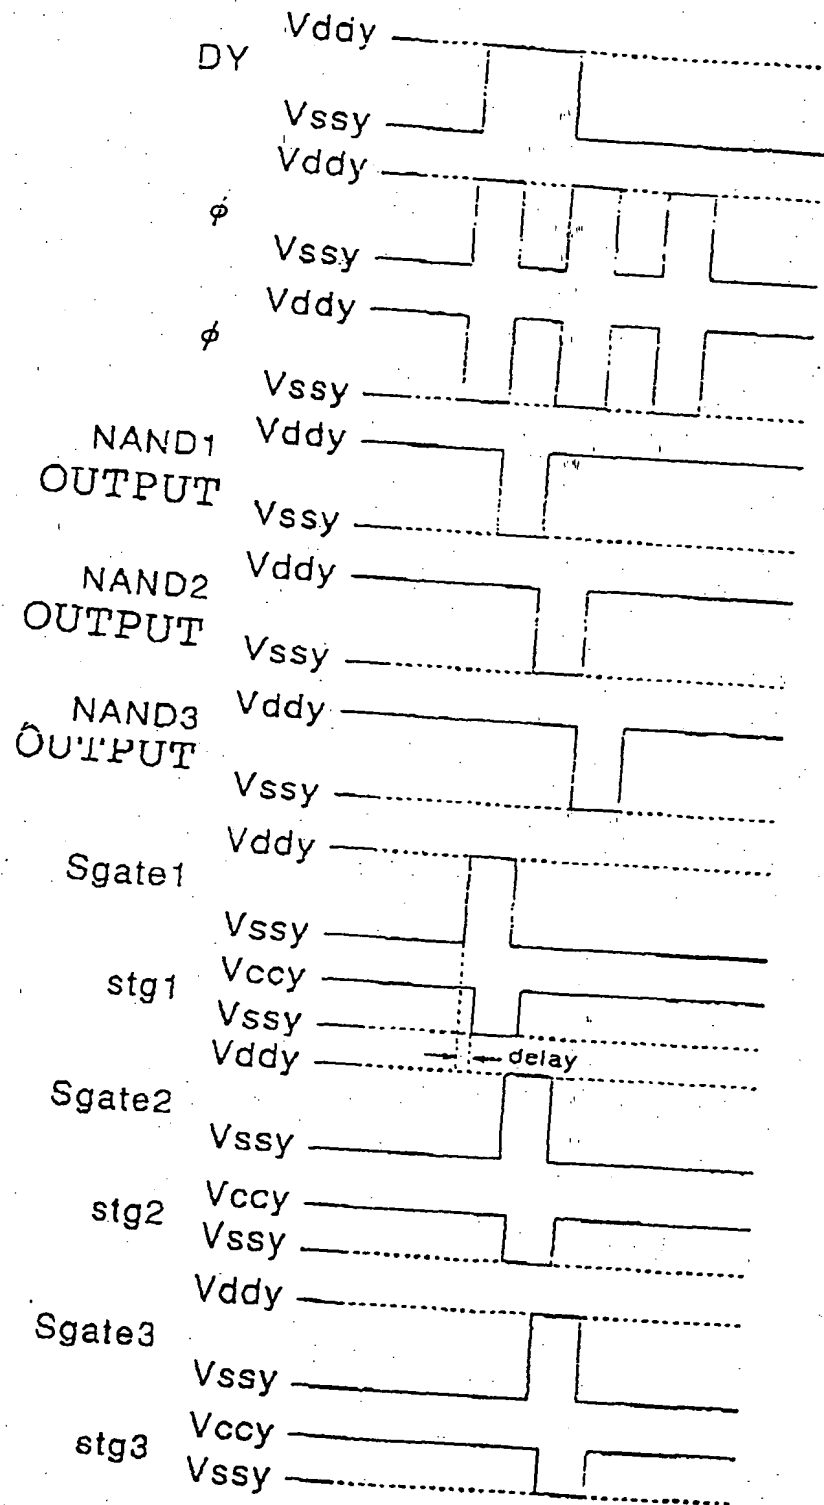 DY
Vddy
Vssy
ϕ
Vddy
Vssy
ϕ
Vddy
Vssy
NAND1
OUTPUT
Vddy
Vssy
NAND2
OUTPUT
Vddy
Vssy
NAND3
OUTPUT
Vddy
Vssy
Sgate1
Vddy
Vssy
stg1
Vccy
Vssy
delay
Sgate2
Vddy
Vssy
stg2
Vccy
Vssy
Sgate3
Vddy
Vssy
stg3
Vccy
Vssy